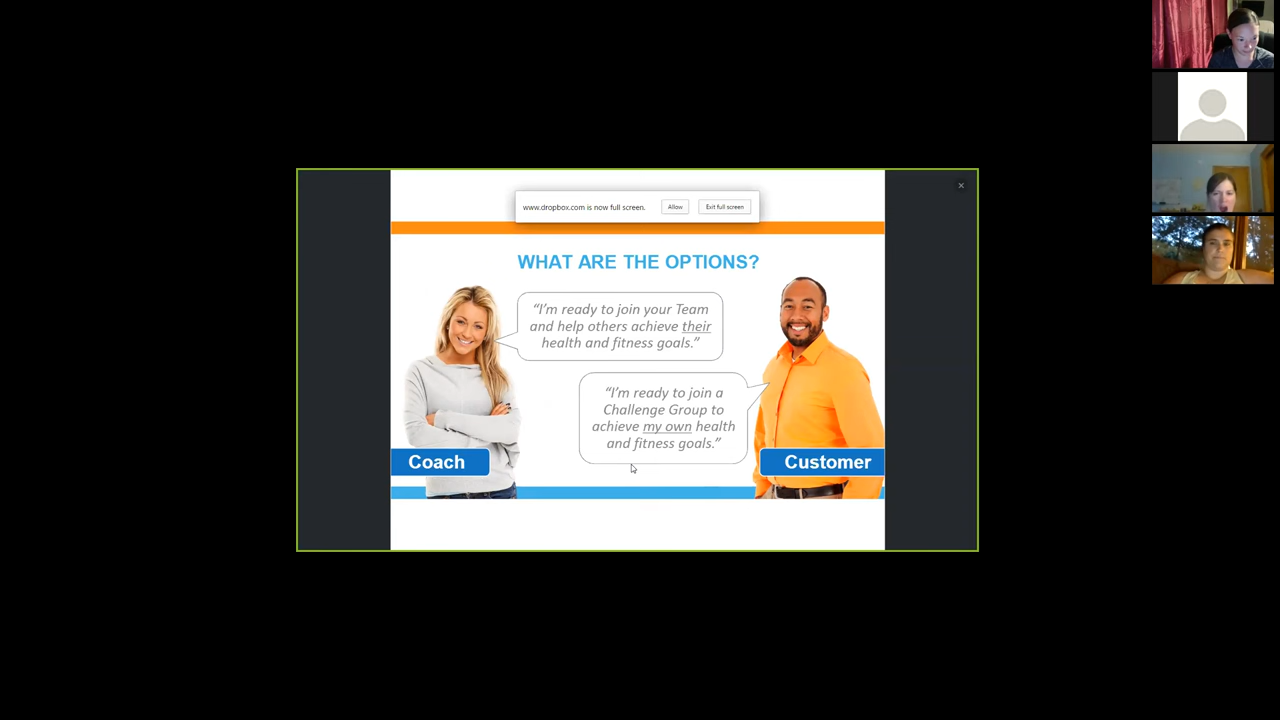 www.dropbox.com is now full screen.
Allow
Exit full screen
WHAT ARE THE OPTIONS?
“I’m ready to join your Team
and help others achieve their
health and fitness goals.”
“I’m ready to join a
Challenge Group to
achieve my own health
and fitness goals.”
Coach
Customer